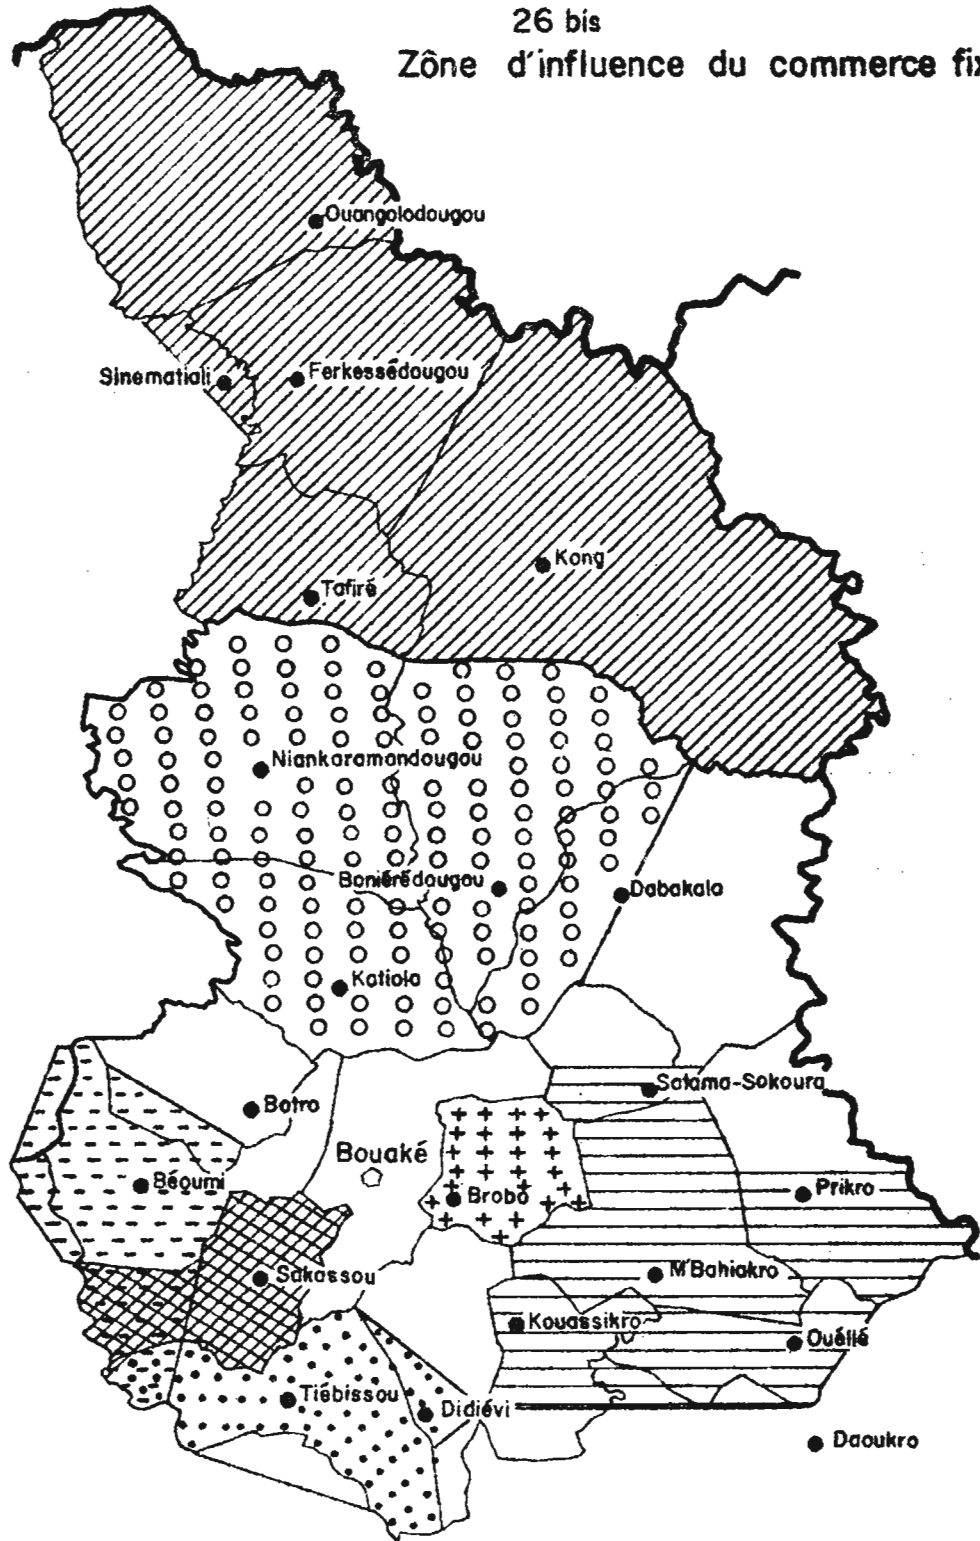 26 bis
Zône d'influence du commerce fix
Ouangolodougou
Sinematiali
Ferkessédougou
Kong
Tafiré
Niankaramandougou
Boniérédougou
Dabakala
Katiola
Satama-Sokoura
Botro
Bouaké
Béoumi
Brobo
Prikro
Sakassou
M'Bahiakro
Kouassikro
Ouéllé
Tiébissou
Didiévi
Daoukro